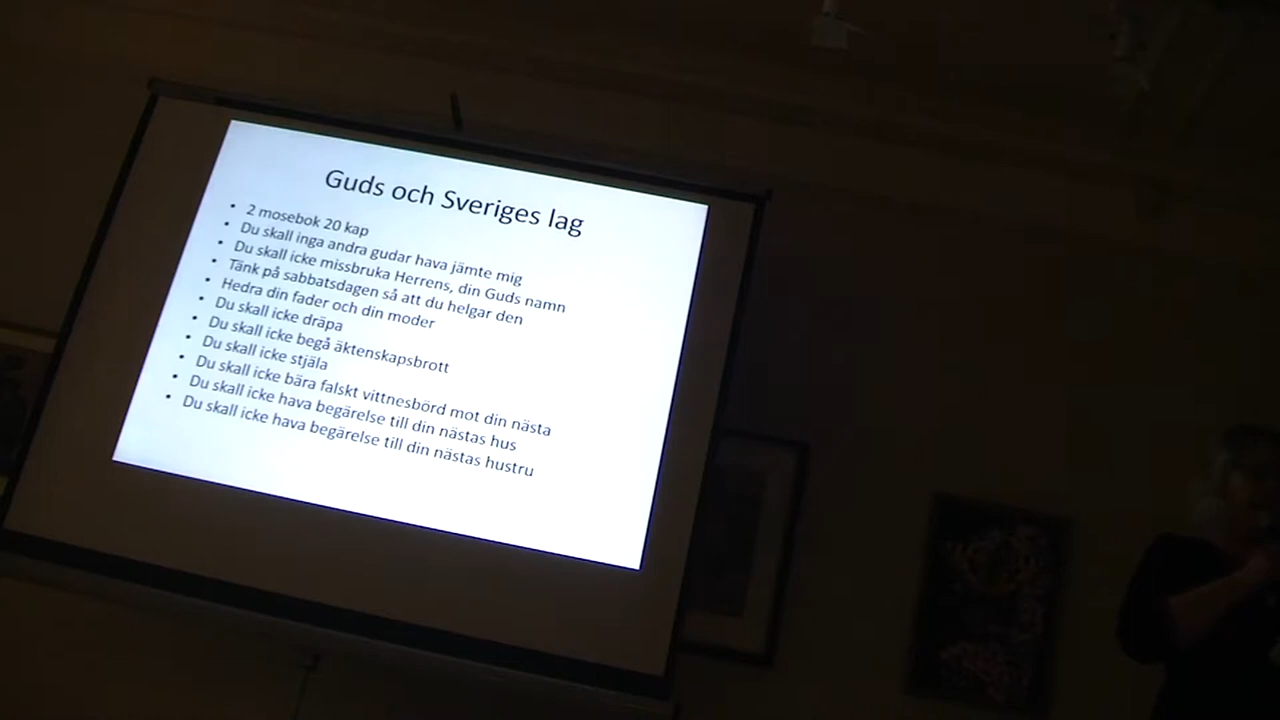 Guds och Sveriges lag
• 2 mosebok 20 kap
• Du skall inga andra gudar hava jämte mig
• Du skall icke missbruka Herrens, din Guds namn
• Tänk på sabbatsdagen så att du helgar den
• Hedra din fader och din moder
• Du skall icke dräpa
• Du skall icke begå äktenskapsbrott
• Du skall icke stjäla
• Du skall icke bära falskt vittnesbörd mot din nästa
• Du skall icke hava begärelse till din nästas hus
• Du skall icke hava begärelse till din nästas hustru